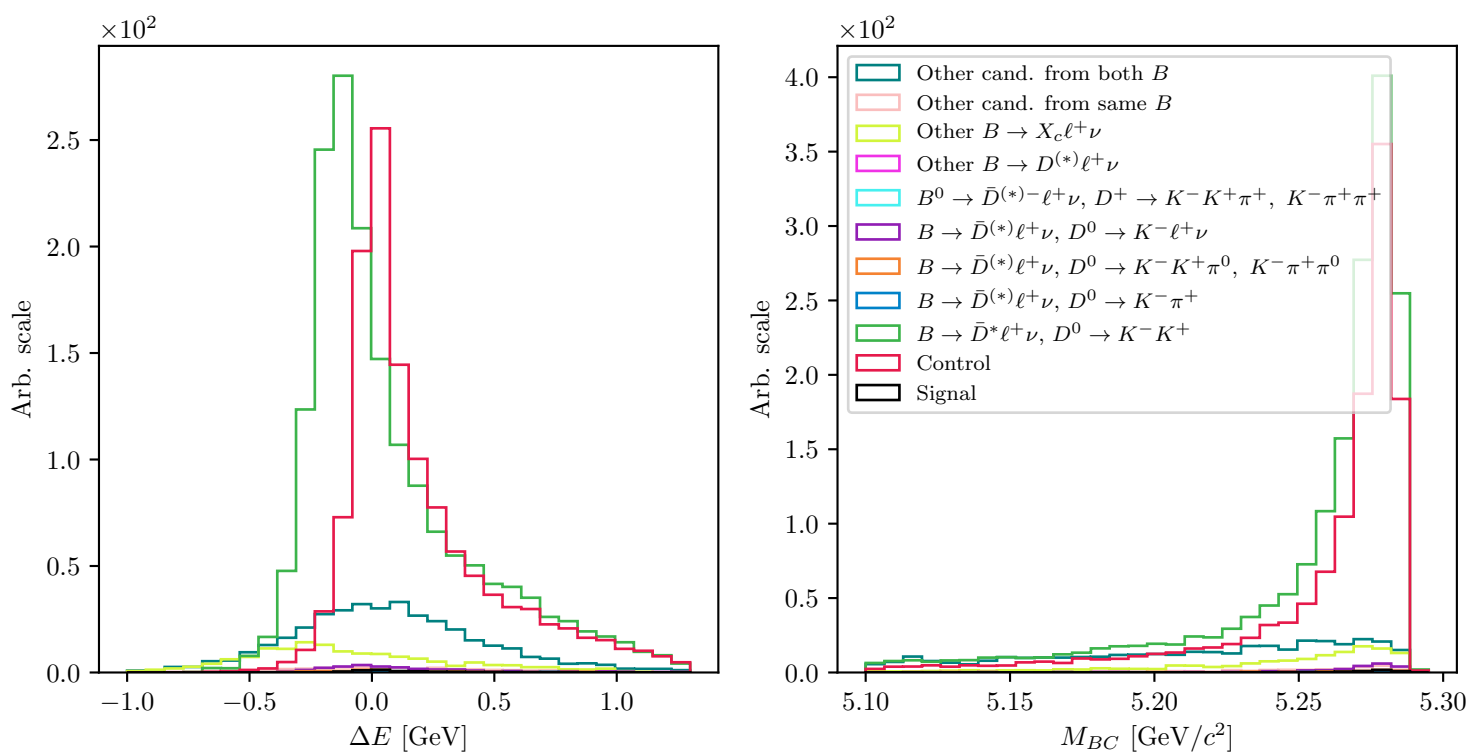 ×10²
2.5
2.0
1.5
1.0
0.5
0.0
Arb. scale
−1.0 −0.5 0.0 0.5 1.0
ΔE [GeV]
×10²
4.0
3.5
3.0
2.5
2.0
1.5
1.0
0.5
0.0
Arb. scale
5.10 5.15 5.20 5.25 5.30
M_{BC} [GeV/c²]
Other cand. from both B
Other cand. from same B
Other B → X_cℓ⁺ν
Other B → D^{(*)}ℓ⁺ν
B⁰ → D̄^{(*)−}ℓ⁺ν, D⁺ → K⁻K⁺π⁺, K⁻π⁺π⁺
B → D̄^{(*)}ℓ⁺ν, D⁰ → K⁻ℓ⁺ν
B → D̄^{(*)}ℓ⁺ν, D⁰ → K⁻K⁺π⁰, K⁻π⁺π⁰
B → D̄^{(*)}ℓ⁺ν, D⁰ → K⁻π⁺
B → D̄*ℓ⁺ν, D⁰ → K⁻K⁺
Control
Signal